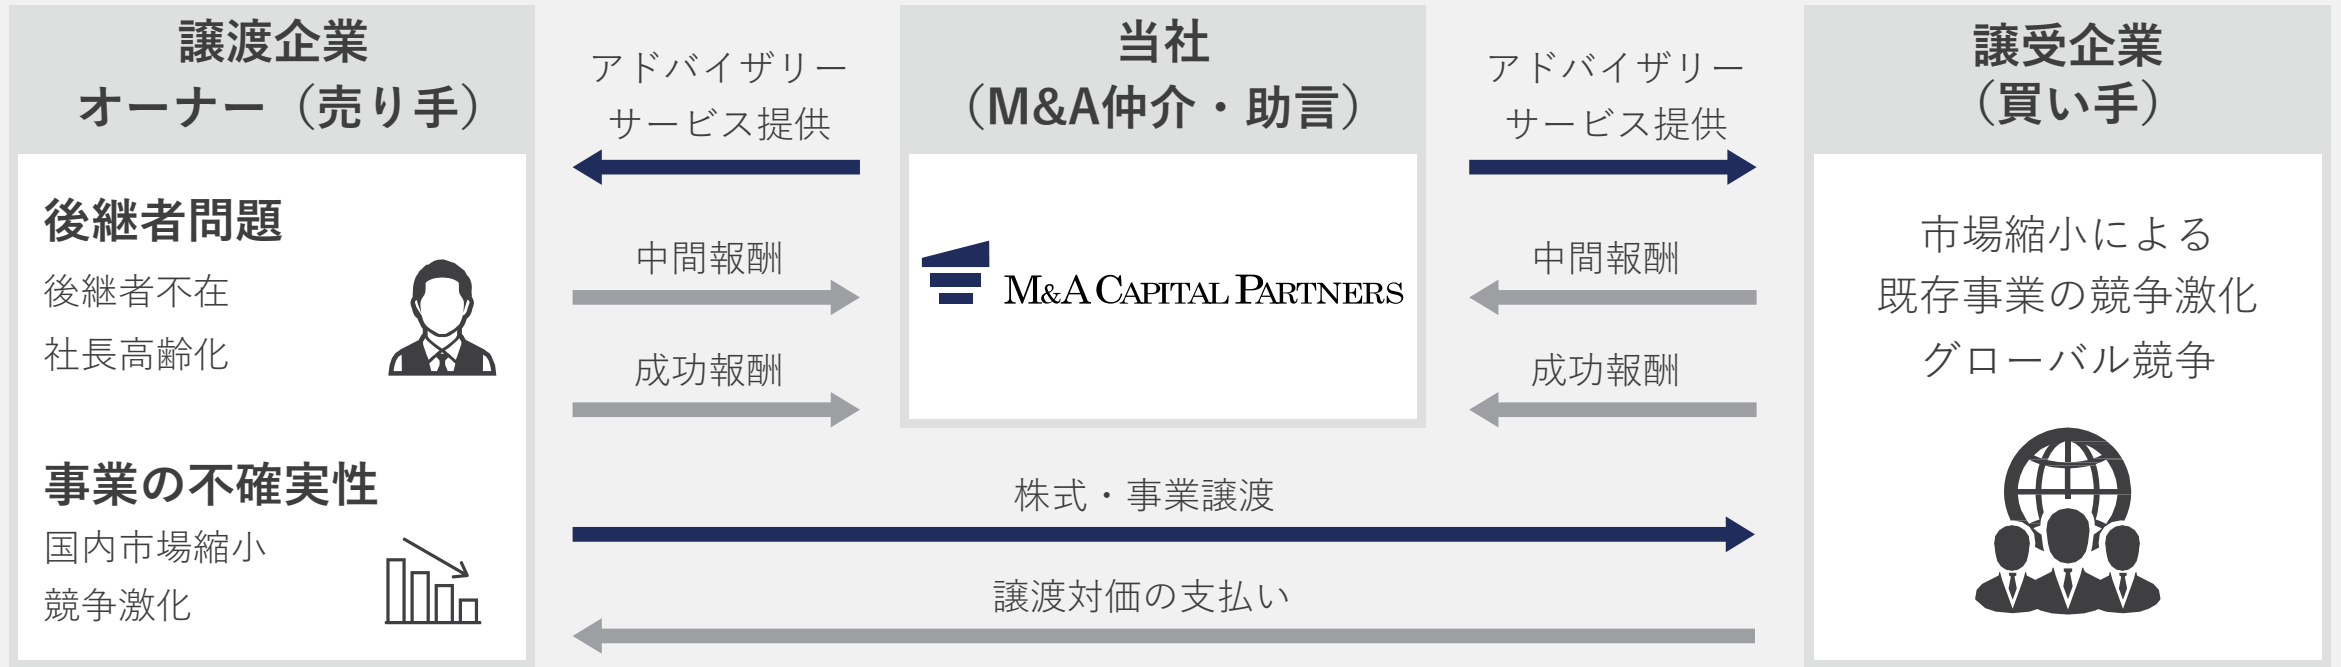 譲渡企業
オーナー（売り手）
後継者問題
後継者不在
社長高齢化
事業の不確実性
国内市場縮小
競争激化
アドバイザリー
サービス提供
中間報酬
成功報酬
当社
（M&A仲介・助言）
M&A CAPITAL PARTNERS
アドバイザリー
サービス提供
中間報酬
成功報酬
株式・事業譲渡
譲渡対価の支払い
譲受企業
（買い手）
市場縮小による
既存事業の競争激化
グローバル競争